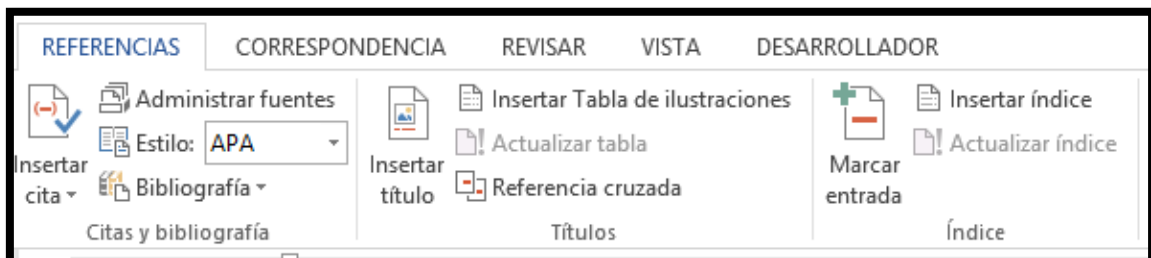 REFERENCIAS CORRESPONDENCIA REVISAR VISTA DESARROLLADOR
Insertar cita
Administrar fuentes
Estilo: APA
Bibliografía
Citas y bibliografía
Insertar título
Insertar Tabla de ilustraciones
Actualizar tabla
Referencia cruzada
Títulos
Marcar entrada
Insertar índice
Actualizar índice
Índice